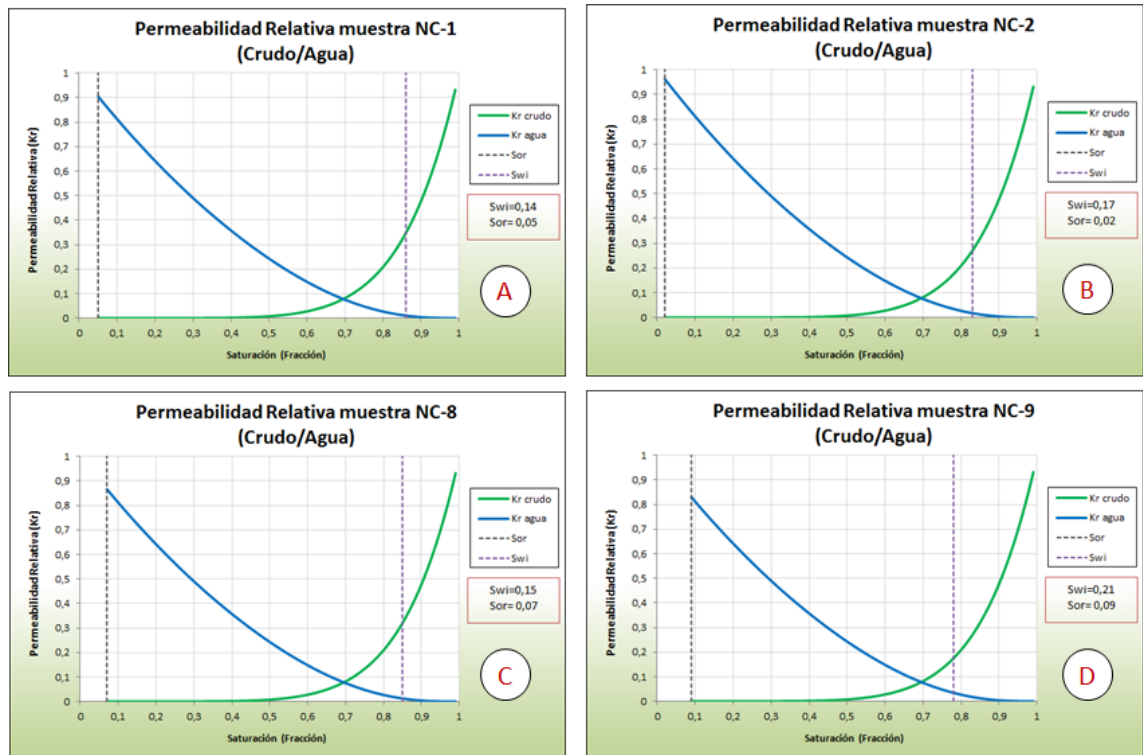 Permeabilidad Relativa muestra NC-1
(Crudo/Agua)
Permeabilidad Relativa (Kr)
1
0,9
0,8
0,7
0,6
0,5
0,4
0,3
0,2
0,1
0
0,1 0,2 0,3 0,4 0,5 0,6 0,7 0,8 0,9 1
Saturación (Fracción)
Kr crudo
Kr agua
Sor
Swi
Swi=0,14
Sor= 0,05
A
Permeabilidad Relativa muestra NC-2
(Crudo/Agua)
Permeabilidad Relativa (Kr)
1
0,9
0,8
0,7
0,6
0,5
0,4
0,3
0,2
0,1
0
0,1 0,2 0,3 0,4 0,5 0,6 0,7 0,8 0,9 1
Saturación (Fracción)
Kr crudo
Kr agua
Sor
Swi
Swi=0,17
Sor= 0,02
B
Permeabilidad Relativa muestra NC-8
(Crudo/Agua)
Permeabilidad Relativa (Kr)
1
0,9
0,8
0,7
0,6
0,5
0,4
0,3
0,2
0,1
0
0,1 0,2 0,3 0,4 0,5 0,6 0,7 0,8 0,9 1
Saturación (Fracción)
Kr crudo
Kr agua
Sor
Swi
Swi=0,15
Sor= 0,07
C
Permeabilidad Relativa muestra NC-9
(Crudo/Agua)
Permeabilidad Relativa (Kr)
1
0,9
0,8
0,7
0,6
0,5
0,4
0,3
0,2
0,1
0
0,1 0,2 0,3 0,4 0,5 0,6 0,7 0,8 0,9 1
Saturación (Fracción)
Kr crudo
Kr agua
Sor
Swi
Swi=0,21
Sor= 0,09
D